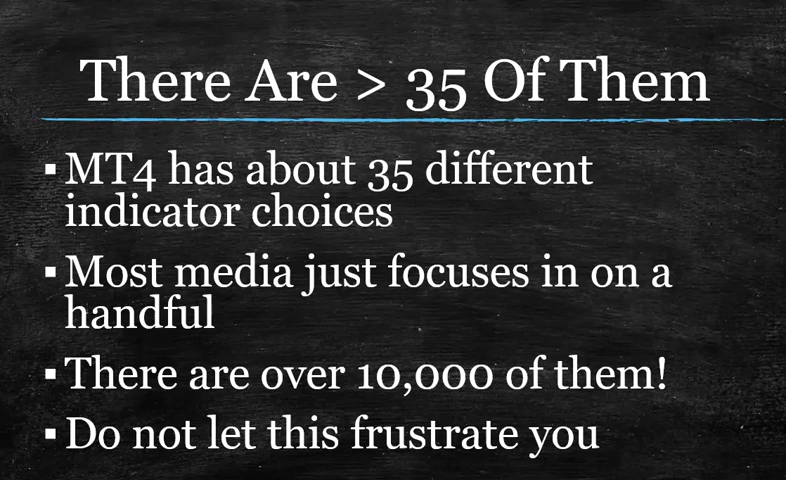 There Are > 35 Of Them
▪ MT4 has about 35 different
indicator choices
▪ Most media just focuses in on a
handful
▪ There are over 10,000 of them!
▪ Do not let this frustrate you